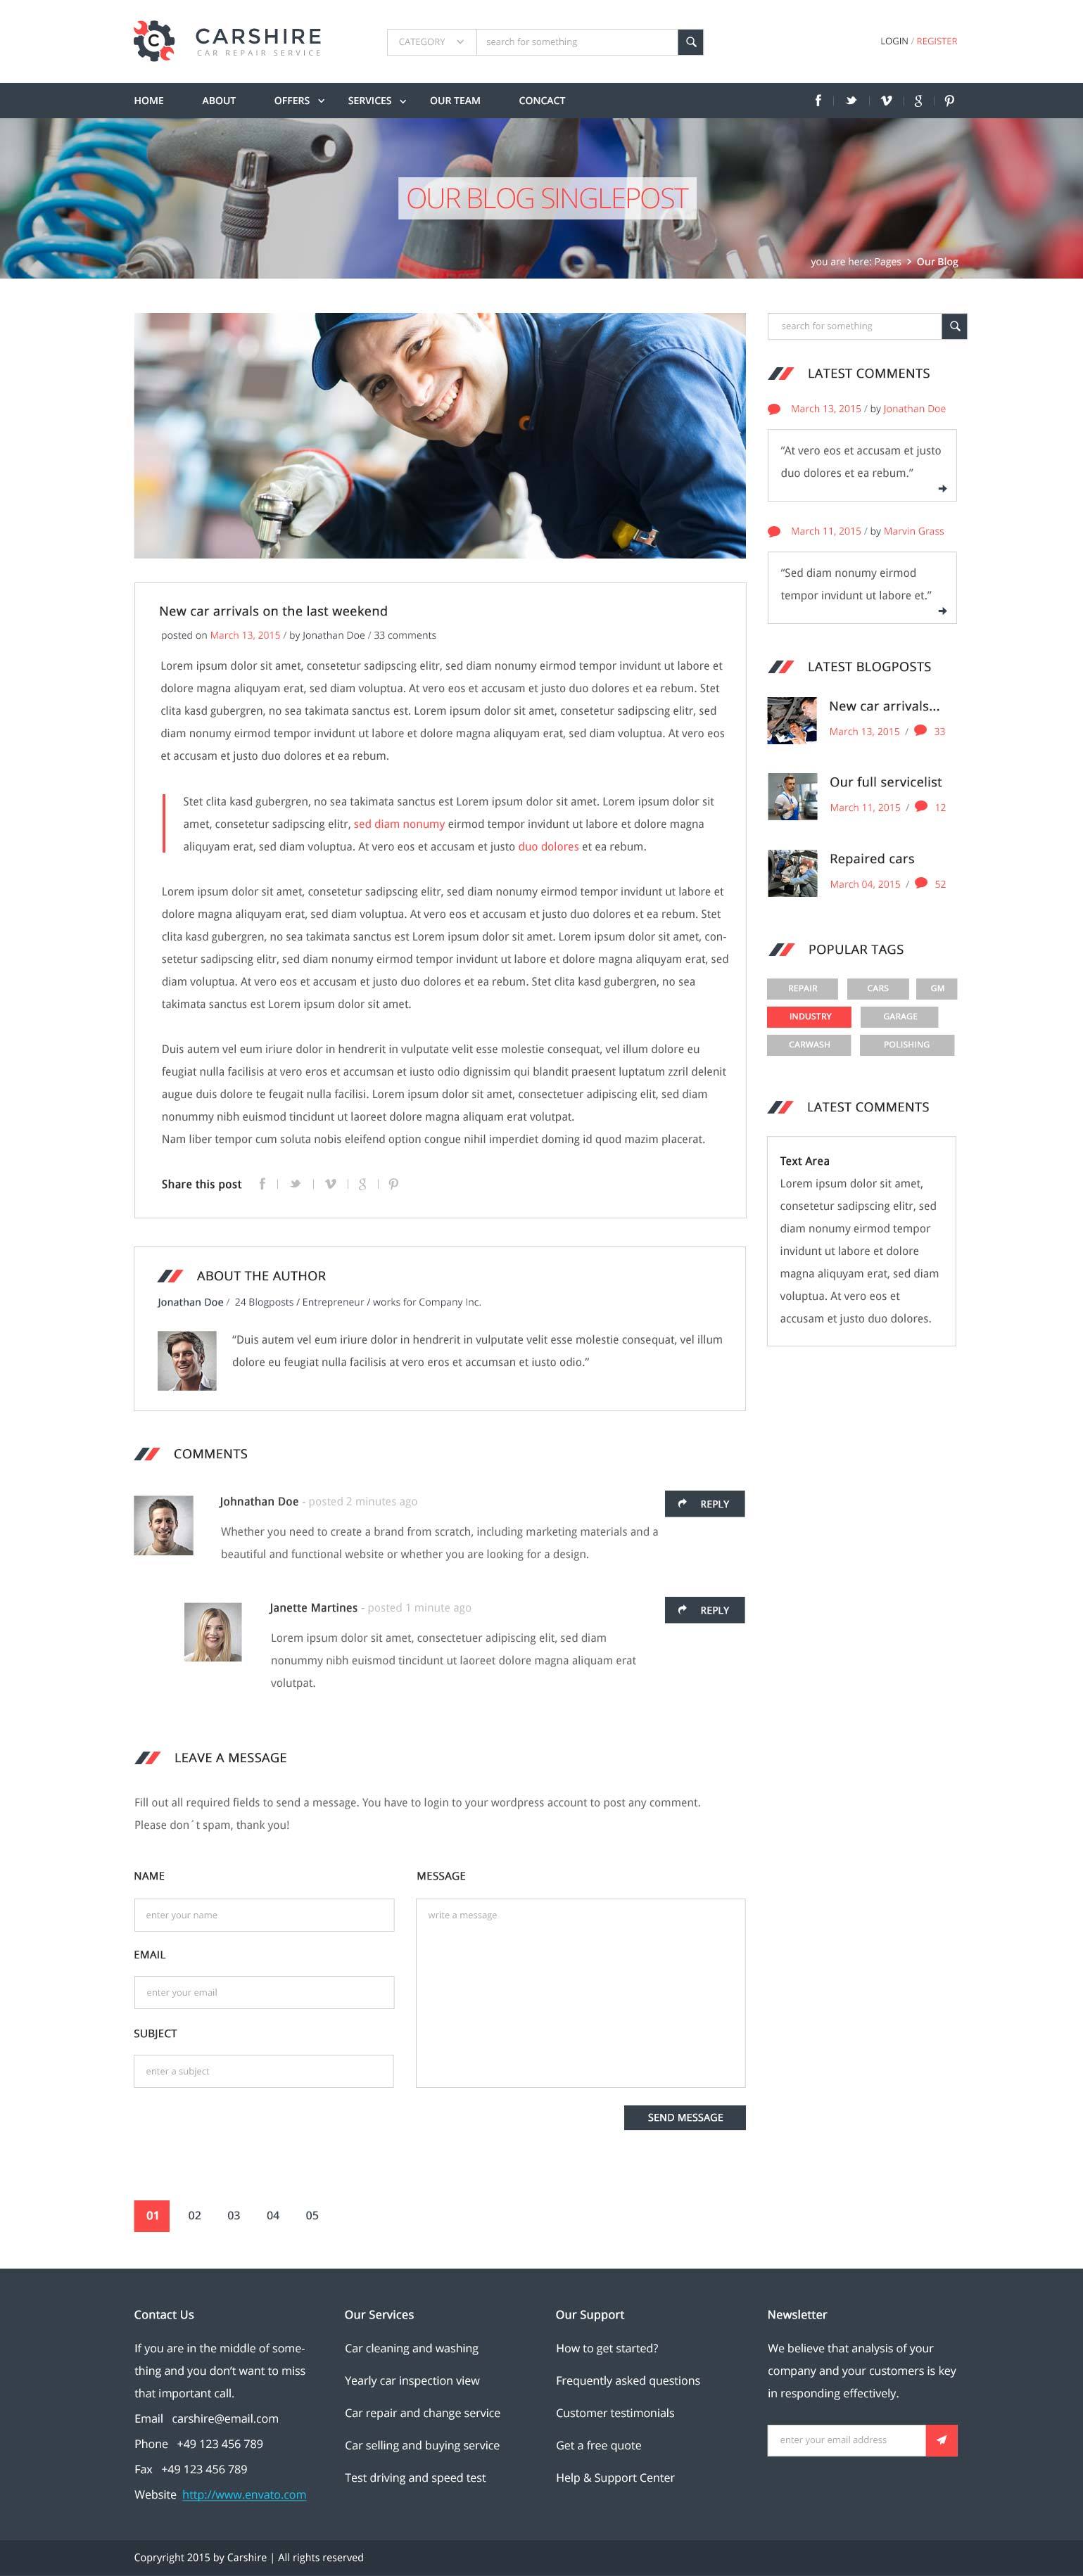 CARSHIRE
CAR REPAIR SERVICE
CATEGORY
search for something
LOGIN / REGISTER
HOME ABOUT OFFERS SERVICES OUR TEAM CONCACT
OUR BLOG SINGLEPOST
you are here: Pages > Our Blog
New car arrivals on the last weekend
posted on March 13, 2015 / by Jonathan Doe / 33 comments
Lorem ipsum dolor sit amet, consetetur sadipscing elitr, sed diam nonumy eirmod tempor invidunt ut labore et
dolore magna aliquyam erat, sed diam voluptua. At vero eos et accusam et justo duo dolores et ea rebum. Stet
clita kasd gubergren, no sea takimata sanctus est. Lorem ipsum dolor sit amet, consetetur sadipscing elitr, sed
diam nonumy eirmod tempor invidunt ut labore et dolore magna aliquyam erat, sed diam voluptua. At vero eos
et accusam et justo duo dolores et ea rebum.
Stet clita kasd gubergren, no sea takimata sanctus est Lorem ipsum dolor sit amet. Lorem ipsum dolor sit
amet, consetetur sadipscing elitr, sed diam nonumy eirmod tempor invidunt ut labore et dolore magna
aliquyam erat, sed diam voluptua. At vero eos et accusam et justo duo dolores et ea rebum.
Lorem ipsum dolor sit amet, consetetur sadipscing elitr, sed diam nonumy eirmod tempor invidunt ut labore et
dolore magna aliquyam erat, sed diam voluptua. At vero eos et accusam et justo duo dolores et ea rebum. Stet
clita kasd gubergren, no sea takimata sanctus est Lorem ipsum dolor sit amet. Lorem ipsum dolor sit amet, con-
setetur sadipscing elitr, sed diam nonumy eirmod tempor invidunt ut labore et dolore magna aliquyam erat, sed
diam voluptua. At vero eos et accusam et justo duo dolores et ea rebum. Stet clita kasd gubergren, no sea
takimata sanctus est Lorem ipsum dolor sit amet.
Duis autem vel eum iriure dolor in hendrerit in vulputate velit esse molestie consequat, vel illum dolore eu
feugiat nulla facilisis at vero eros et accumsan et iusto odio dignissim qui blandit praesent luptatum zzril delenit
augue duis dolore te feugait nulla facilisi. Lorem ipsum dolor sit amet, consectetuer adipiscing elit, sed diam
nonummy nibh euismod tincidunt ut laoreet dolore magna aliquam erat volutpat.
Nam liber tempor cum soluta nobis eleifend option congue nihil imperdiet doming id quod mazim placerat.
Share this post
ABOUT THE AUTHOR
Jonathan Doe / 24 Blogposts / Entrepreneur / works for Company Inc.
“Duis autem vel eum iriure dolor in hendrerit in vulputate velit esse molestie consequat, vel illum
dolore eu feugiat nulla facilisis at vero eros et accumsan et iusto odio.”
COMMENTS
Johnathan Doe - posted 2 minutes ago
REPLY
Whether you need to create a brand from scratch, including marketing materials and a
beautiful and functional website or whether you are looking for a design.
Janette Martines - posted 1 minute ago
REPLY
Lorem ipsum dolor sit amet, consectetuer adipiscing elit, sed diam
nonummy nibh euismod tincidunt ut laoreet dolore magna aliquam erat
volutpat.
LEAVE A MESSAGE
Fill out all required fields to send a message. You have to login to your wordpress account to post any comment.
Please don´t spam, thank you!
NAME
enter your name
EMAIL
enter your email
SUBJECT
enter a subject
MESSAGE
write a message
SEND MESSAGE
01 02 03 04 05
search for something
LATEST COMMENTS
March 13, 2015 / by Jonathan Doe
“At vero eos et accusam et justo
duo dolores et ea rebum.”
March 11, 2015 / by Marvin Grass
“Sed diam nonumy eirmod
tempor invidunt ut labore et.”
LATEST BLOGPOSTS
New car arrivals...
March 13, 2015 / 33
Our full servicelist
March 11, 2015 / 12
Repaired cars
March 04, 2015 / 52
POPULAR TAGS
REPAIR CARS GM
INDUSTRY GARAGE
CARWASH POLISHING
LATEST COMMENTS
Text Area
Lorem ipsum dolor sit amet,
consetetur sadipscing elitr, sed
diam nonumy eirmod tempor
invidunt ut labore et dolore
magna aliquyam erat, sed diam
voluptua. At vero eos et
accusam et justo duo dolores.
Contact Us
If you are in the middle of some-
thing and you don’t want to miss
that important call.
Email carshire@email.com
Phone +49 123 456 789
Fax +49 123 456 789
Website http://www.envato.com
Our Services
Car cleaning and washing
Yearly car inspection view
Car repair and change service
Car selling and buying service
Test driving and speed test
Our Support
How to get started?
Frequently asked questions
Customer testimonials
Get a free quote
Help & Support Center
Newsletter
We believe that analysis of your
company and your customers is key
in responding effectively.
enter your email address
Copryright 2015 by Carshire | All rights reserved